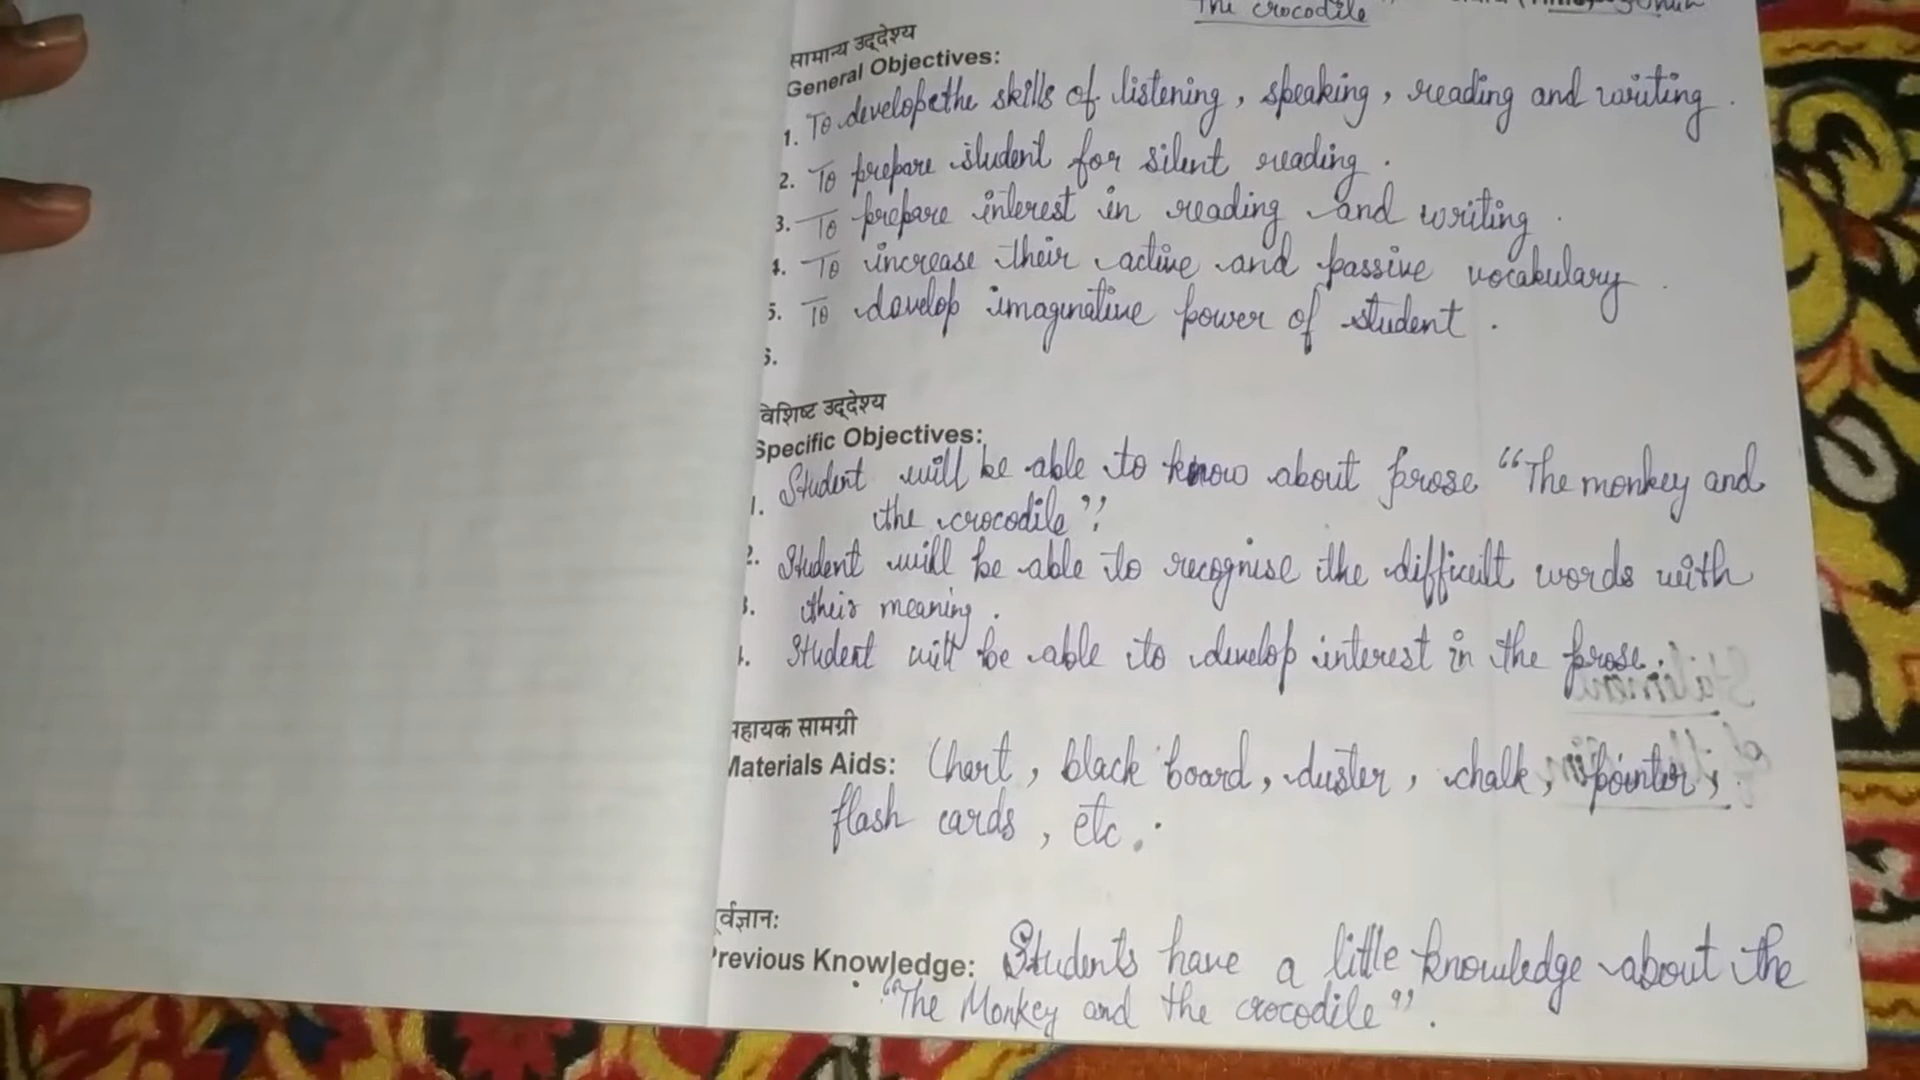 The crocodile
सामान्य उद्देश्य
General Objectives:
1. To develope the skills of listening, speaking, reading and writing.
2. To prepare student for silent reading.
3. To prepare interest in reading and writing.
4. To increase their active and passive vocabulary.
5. To develop imaginative power of student.
6.
विशिष्ट उद्देश्य
Specific Objectives:
1. Student will be able to know about prose "The monkey and
the crocodile".
2. Student will be able to recognise the difficult words with
3. their meaning.
4. Student will be able to develop interest in the prose.
सहायक सामग्री
Materials Aids: Chart, black board, duster, chalk, pointer,
flash cards, etc.
पूर्वज्ञान:
Previous Knowledge: Students have a little knowledge about the
"The Monkey and the crocodile".